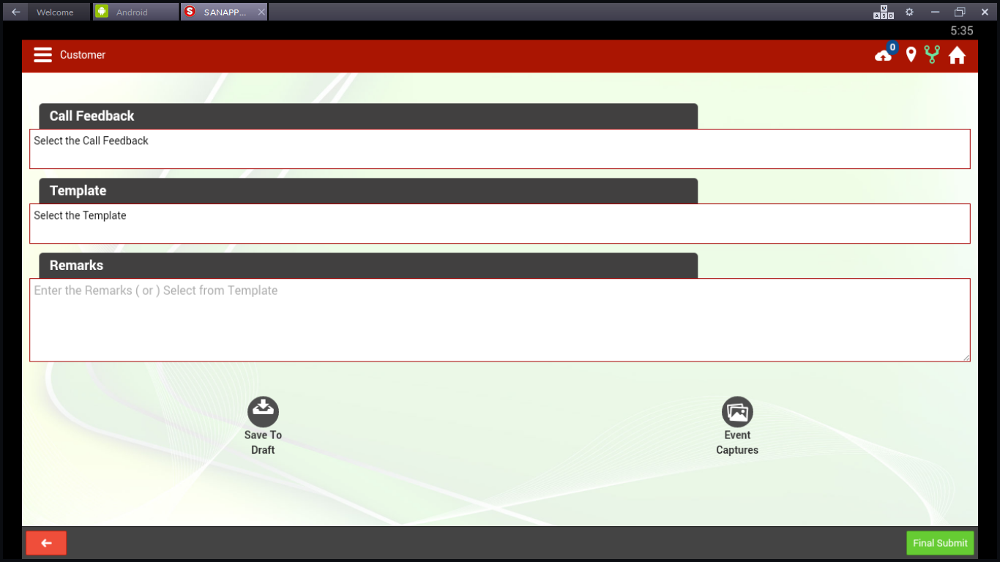 Welcome
Android
SANAPP...
W
A S D
5:35
Customer
0
Call Feedback
Select the Call Feedback
Template
Select the Template
Remarks
Enter the Remarks ( or ) Select from Template
Save To
Draft
Event
Captures
Final Submit